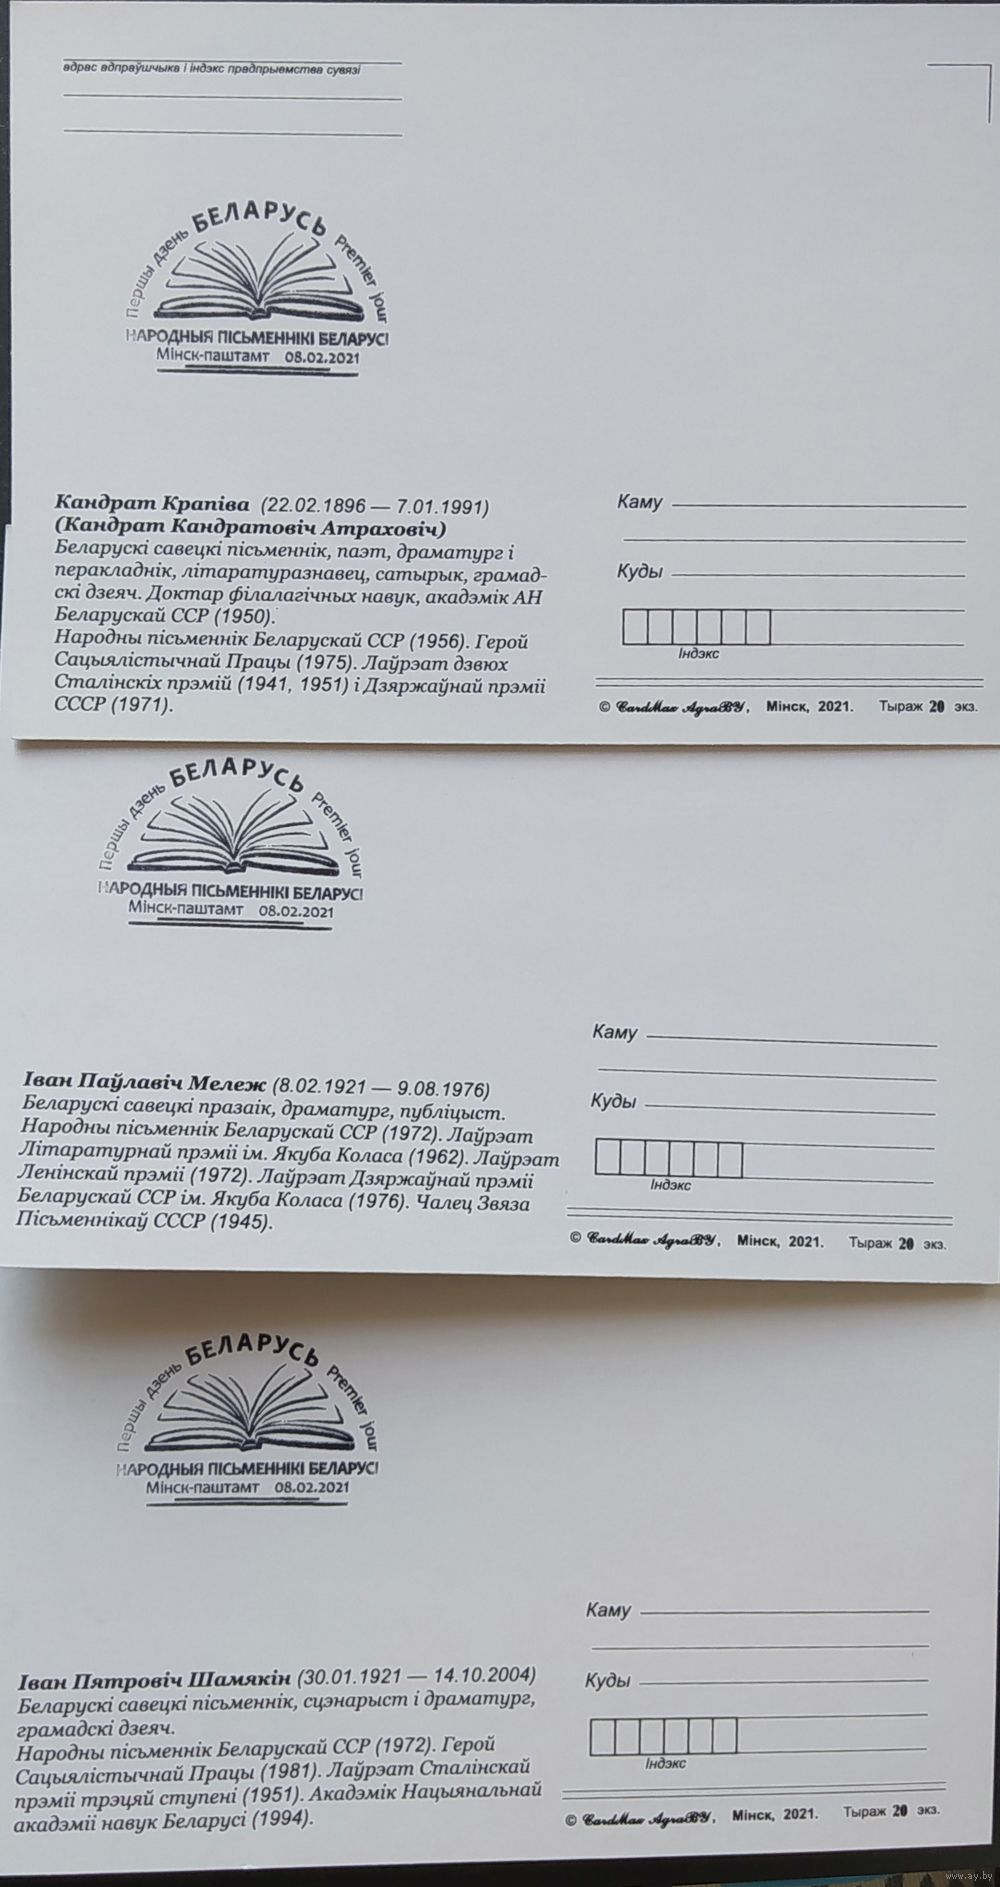 адрас адпраўшчыка і індэкс прадпрыемства сувязі
Першы дзень БЕЛАРУСЬ Premier jour
НАРОДНЫЯ ПІСЬМЕННІКІ БЕЛАРУСІ
Мінск-паштамт 08.02.2021
Кандрат Крапіва (22.02.1896 — 7.01.1991)
(Кандрат Кандратовіч Атраховіч)
Беларускі савецкі пісьменнік, паэт, драматург і
перакладнік, літаратуразнавец, сатырык, грамад-
скі дзеяч. Доктар філалагічных навук, акадэмік АН
Беларускай ССР (1950).
Народны пісьменнік Беларускай ССР (1956). Герой
Сацыялістычнай Працы (1975). Лаўрэат дзвюх
Сталінскіх прэмій (1941, 1951) і Дзяржаўнай прэміі
СССР (1971).
Каму
Куды
Індэкс
© CardMax AgraBY, Мінск, 2021. Тыраж 20 экз.
Першы дзень БЕЛАРУСЬ Premier jour
НАРОДНЫЯ ПІСЬМЕННІКІ БЕЛАРУСІ
Мінск-паштамт 08.02.2021
Іван Паўлавіч Мележ (8.02.1921 — 9.08.1976)
Беларускі савецкі празаік, драматург, публіцыст.
Народны пісьменнік Беларускай ССР (1972). Лаўрэат
Літаратурнай прэміі ім. Якуба Коласа (1962). Лаўрэат
Ленінскай прэміі (1972). Лаўрэат Дзяржаўнай прэміі
Беларускай ССР ім. Якуба Коласа (1976). Чалец Звяза
Пісьменнікаў СССР (1945).
Каму
Куды
Індэкс
© CardMax AgraBY, Мінск, 2021. Тыраж 20 экз.
Першы дзень БЕЛАРУСЬ Premier jour
НАРОДНЫЯ ПІСЬМЕННІКІ БЕЛАРУСІ
Мінск-паштамт 08.02.2021
Іван Пятровіч Шамякін (30.01.1921 — 14.10.2004)
Беларускі савецкі пісьменнік, сцэнарыст і драматург,
грамадскі дзеяч.
Народны пісьменнік Беларускай ССР (1972). Герой
Сацыялістычнай Працы (1981). Лаўрэат Сталінскай
прэміі трэцяй ступені (1951). Акадэмік Нацыянальнай
акадэміі навук Беларусі (1994).
Каму
Куды
Індэкс
© CardMax AgraBY, Мінск, 2021. Тыраж 20 экз.
www.ay.by